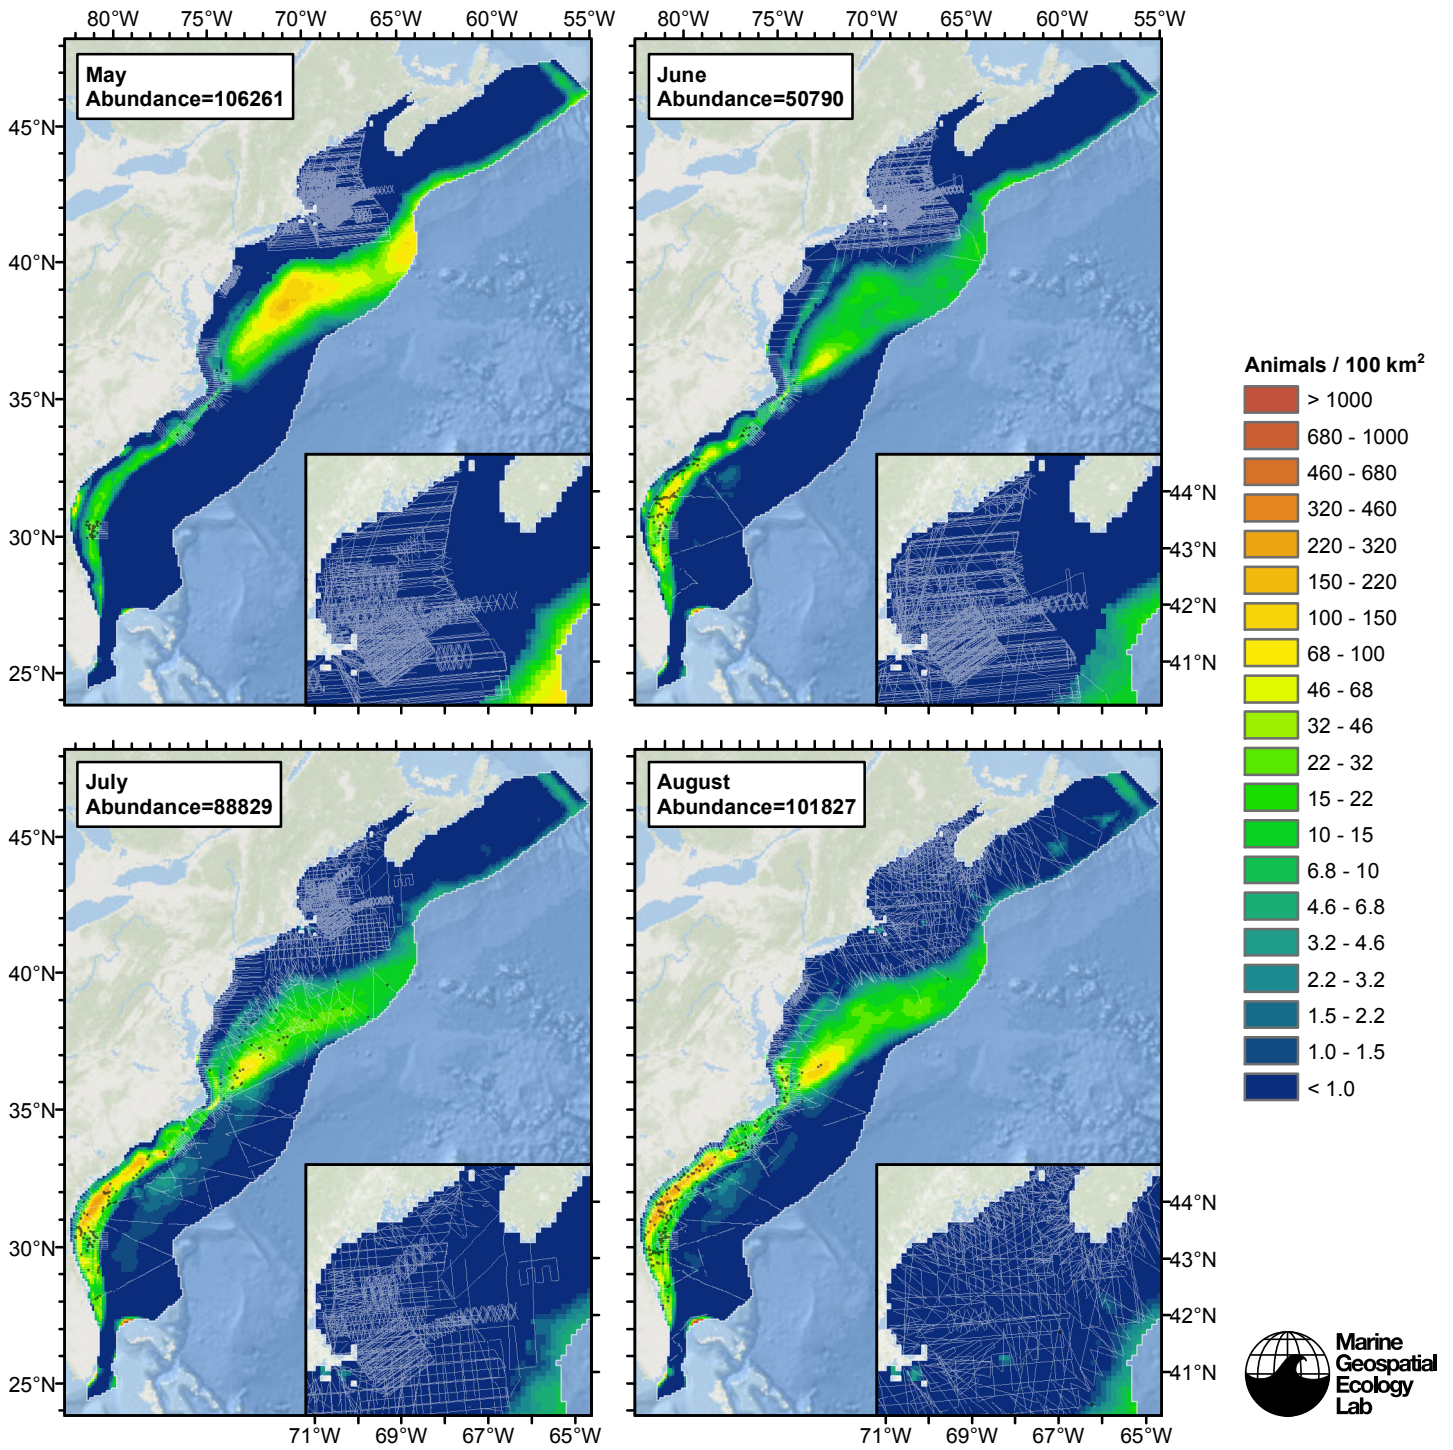 80°W 75°W 70°W 65°W 60°W 55°W 80°W 75°W 70°W 65°W 60°W 55°W
May
Abundance=106261
June
Abundance=50790
45°N
40°N
35°N
30°N
25°N
44°N
43°N
42°N
41°N
Animals / 100 km²
> 1000
680 - 1000
460 - 680
320 - 460
220 - 320
150 - 220
100 - 150
68 - 100
46 - 68
32 - 46
22 - 32
15 - 22
10 - 15
6.8 - 10
4.6 - 6.8
3.2 - 4.6
2.2 - 3.2
1.5 - 2.2
1.0 - 1.5
< 1.0
July
Abundance=88829
August
Abundance=101827
45°N
40°N
35°N
30°N
25°N
44°N
43°N
42°N
41°N
71°W 69°W 67°W 65°W 71°W 69°W 67°W 65°W
Marine
Geospatial
Ecology
Lab